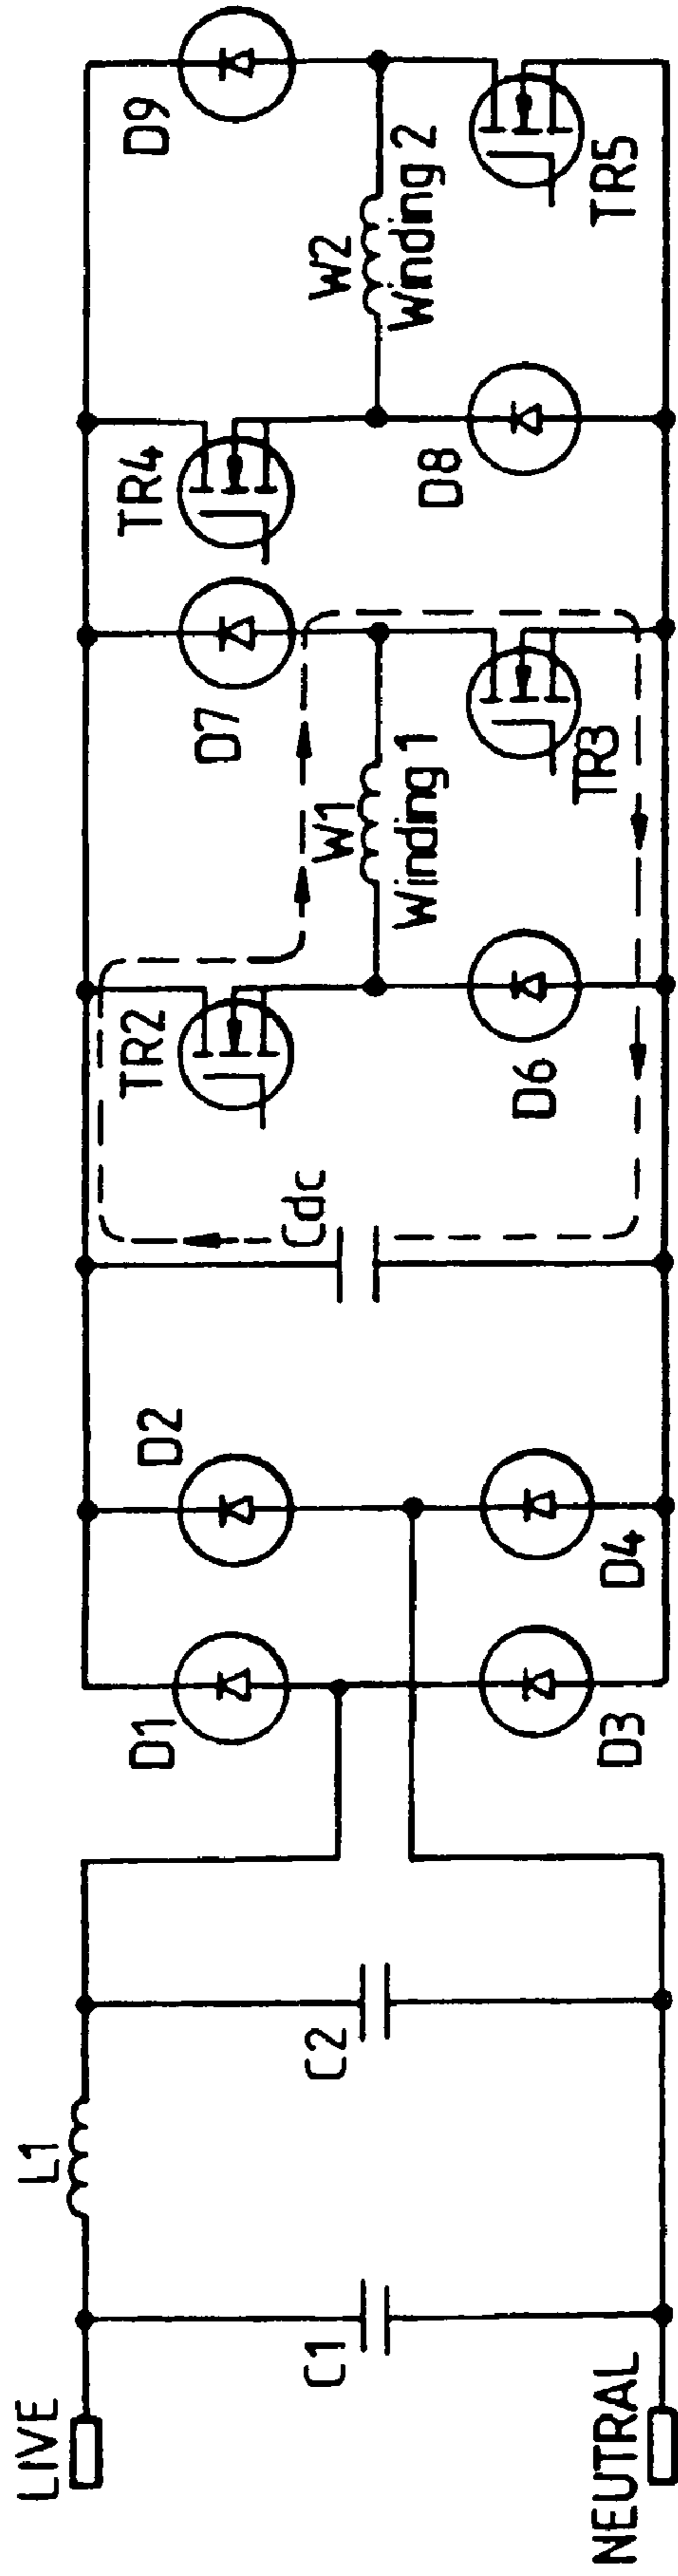 LIVE
NEUTRAL
L1
C1
C2
D1
D2
D3
D4
Cdc
TR2
D6
W1
Winding 1
D7
TR3
TR4
D8
W2
Winding 2
D9
TR5